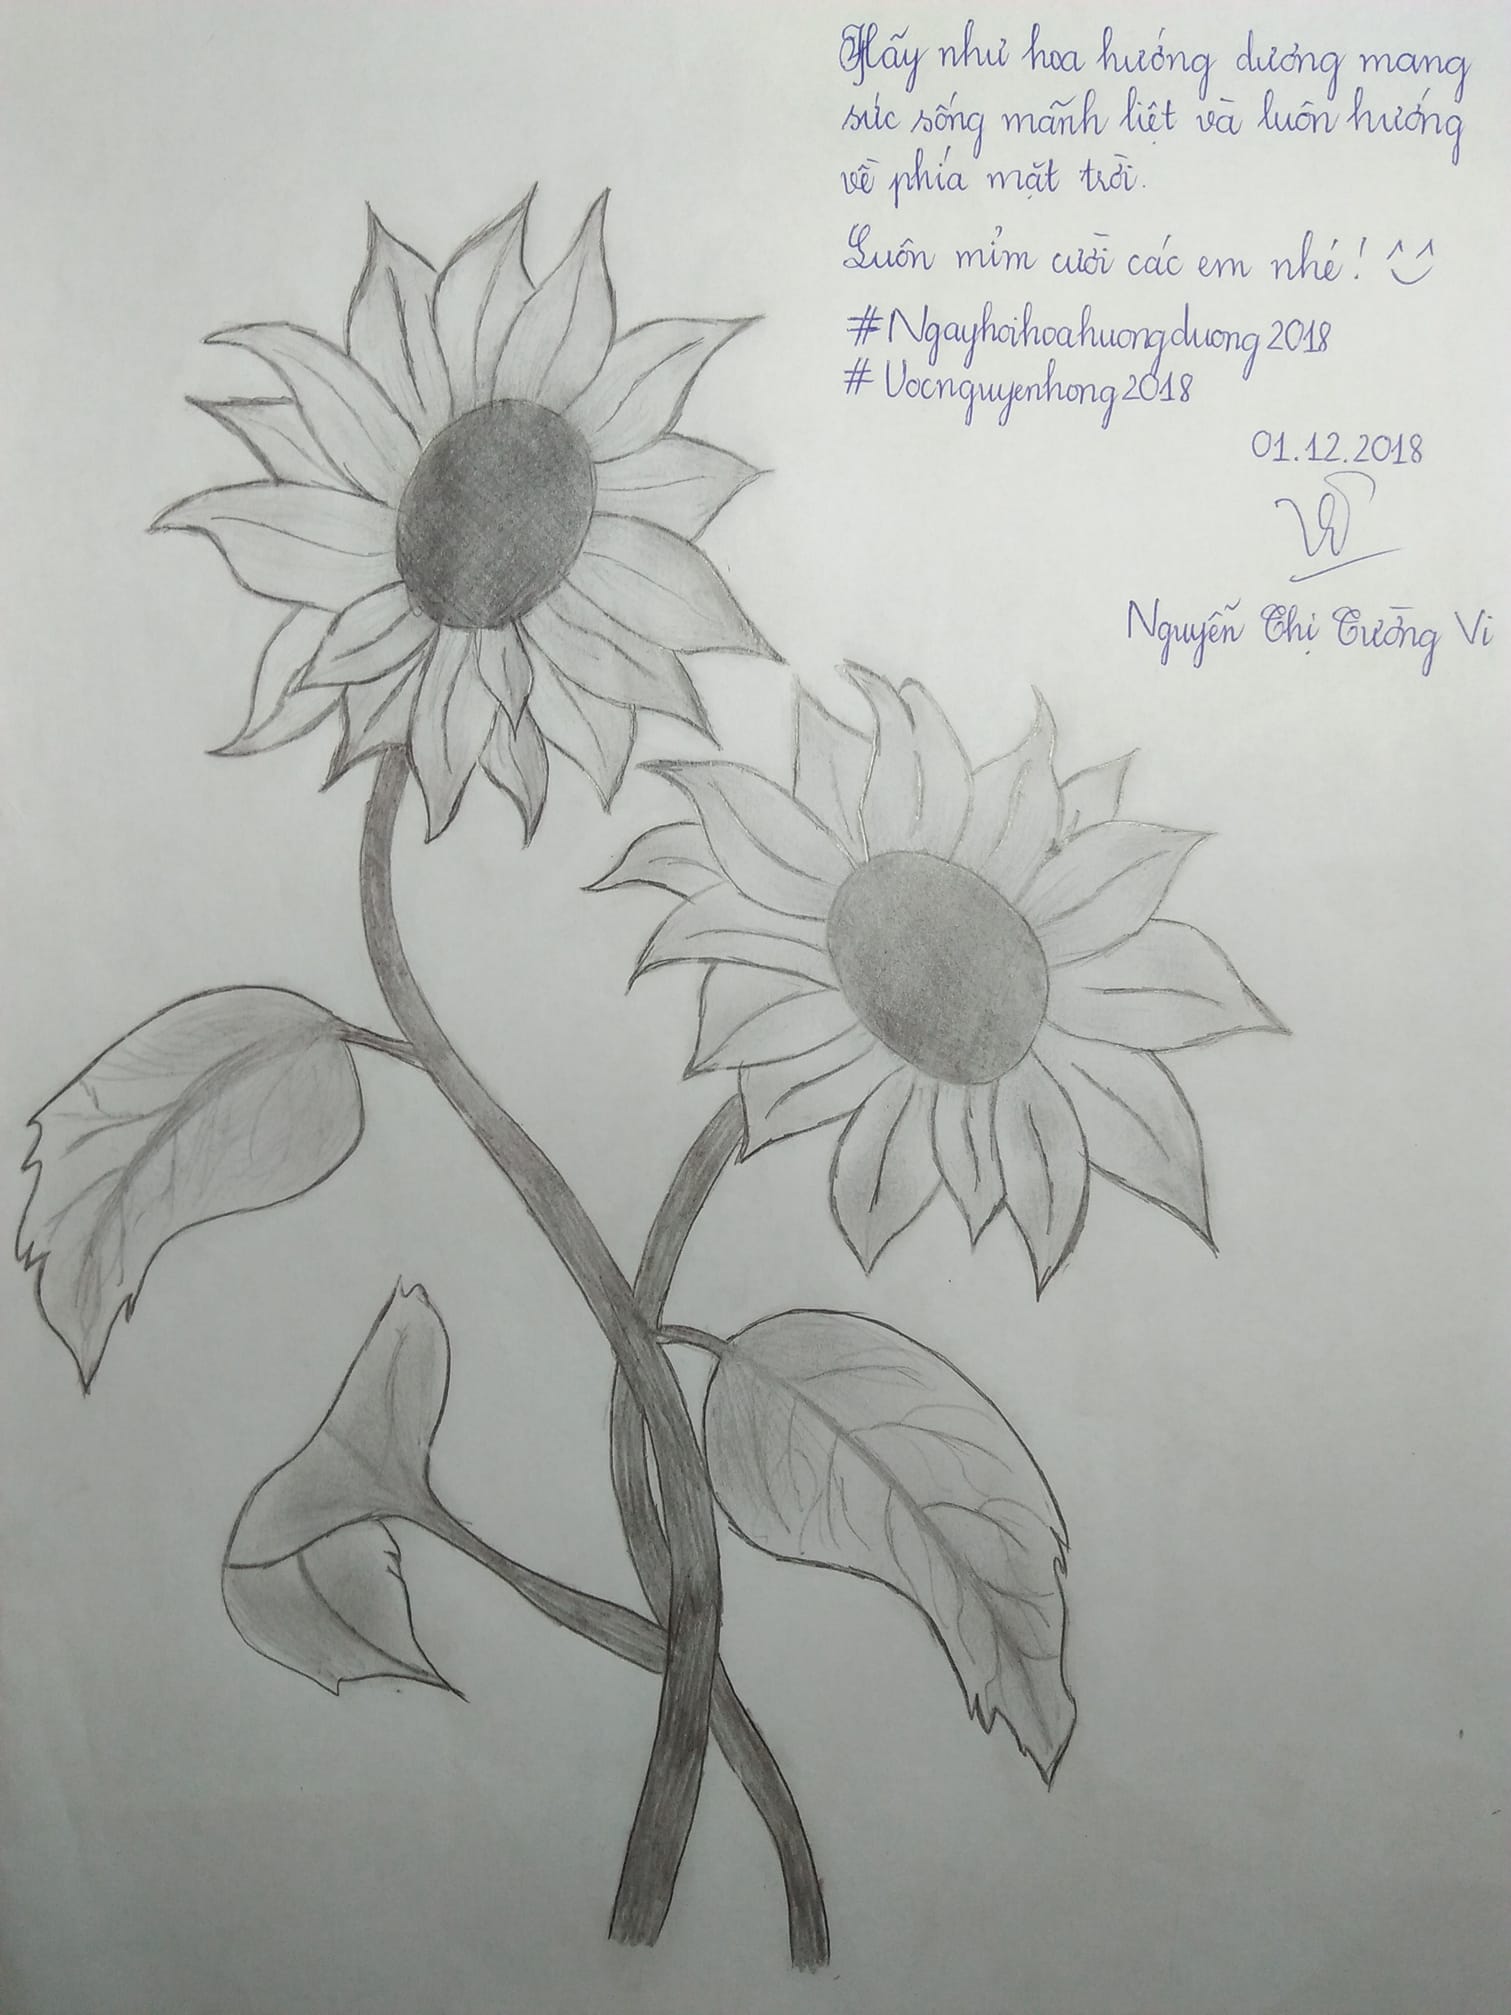 Hãy như hoa hướng dương mang
sức sống mãnh liệt và luôn hướng
về phía mặt trời.
Luôn mỉm cười các em nhé! ^^
#Ngayhoihoahuongduong2018
#Uocnguyenhong2018
01.12.2018
Nguyễn Thị Tường Vi